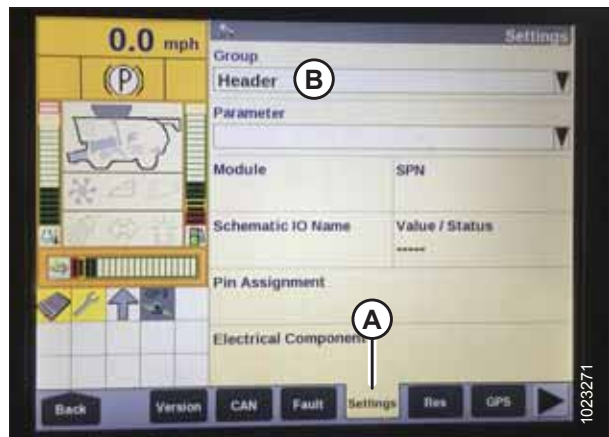 0.0 mph
Settings
(P)
Group
Header
B
Parameter
Module
SPN
Schematic IO Name
Value / Status
-----
Pin Assignment
A
Electrical Component
Back
Version
CAN
Fault
Settings
Res
GPS
1023271